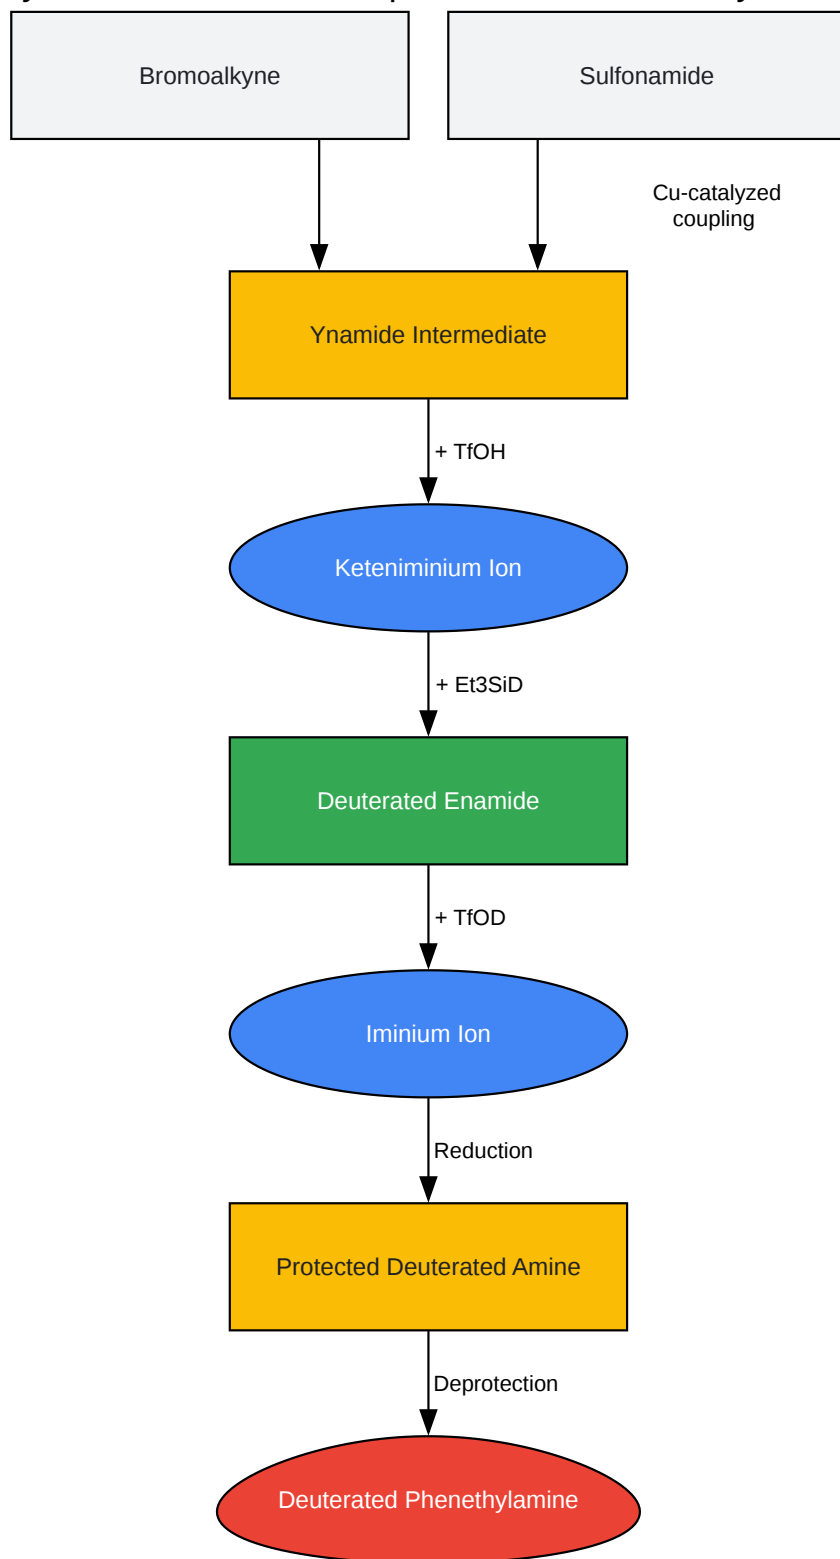 Bromoalkyne
Sulfonamide
Cu-catalyzed
coupling
Ynamide Intermediate
+ TfOH
Keteniminium Ion
+ Et3SiD
Deuterated Enamide
+ TfOD
Iminium Ion
Reduction
Protected Deuterated Amine
Deprotection
Deuterated Phenethylamine